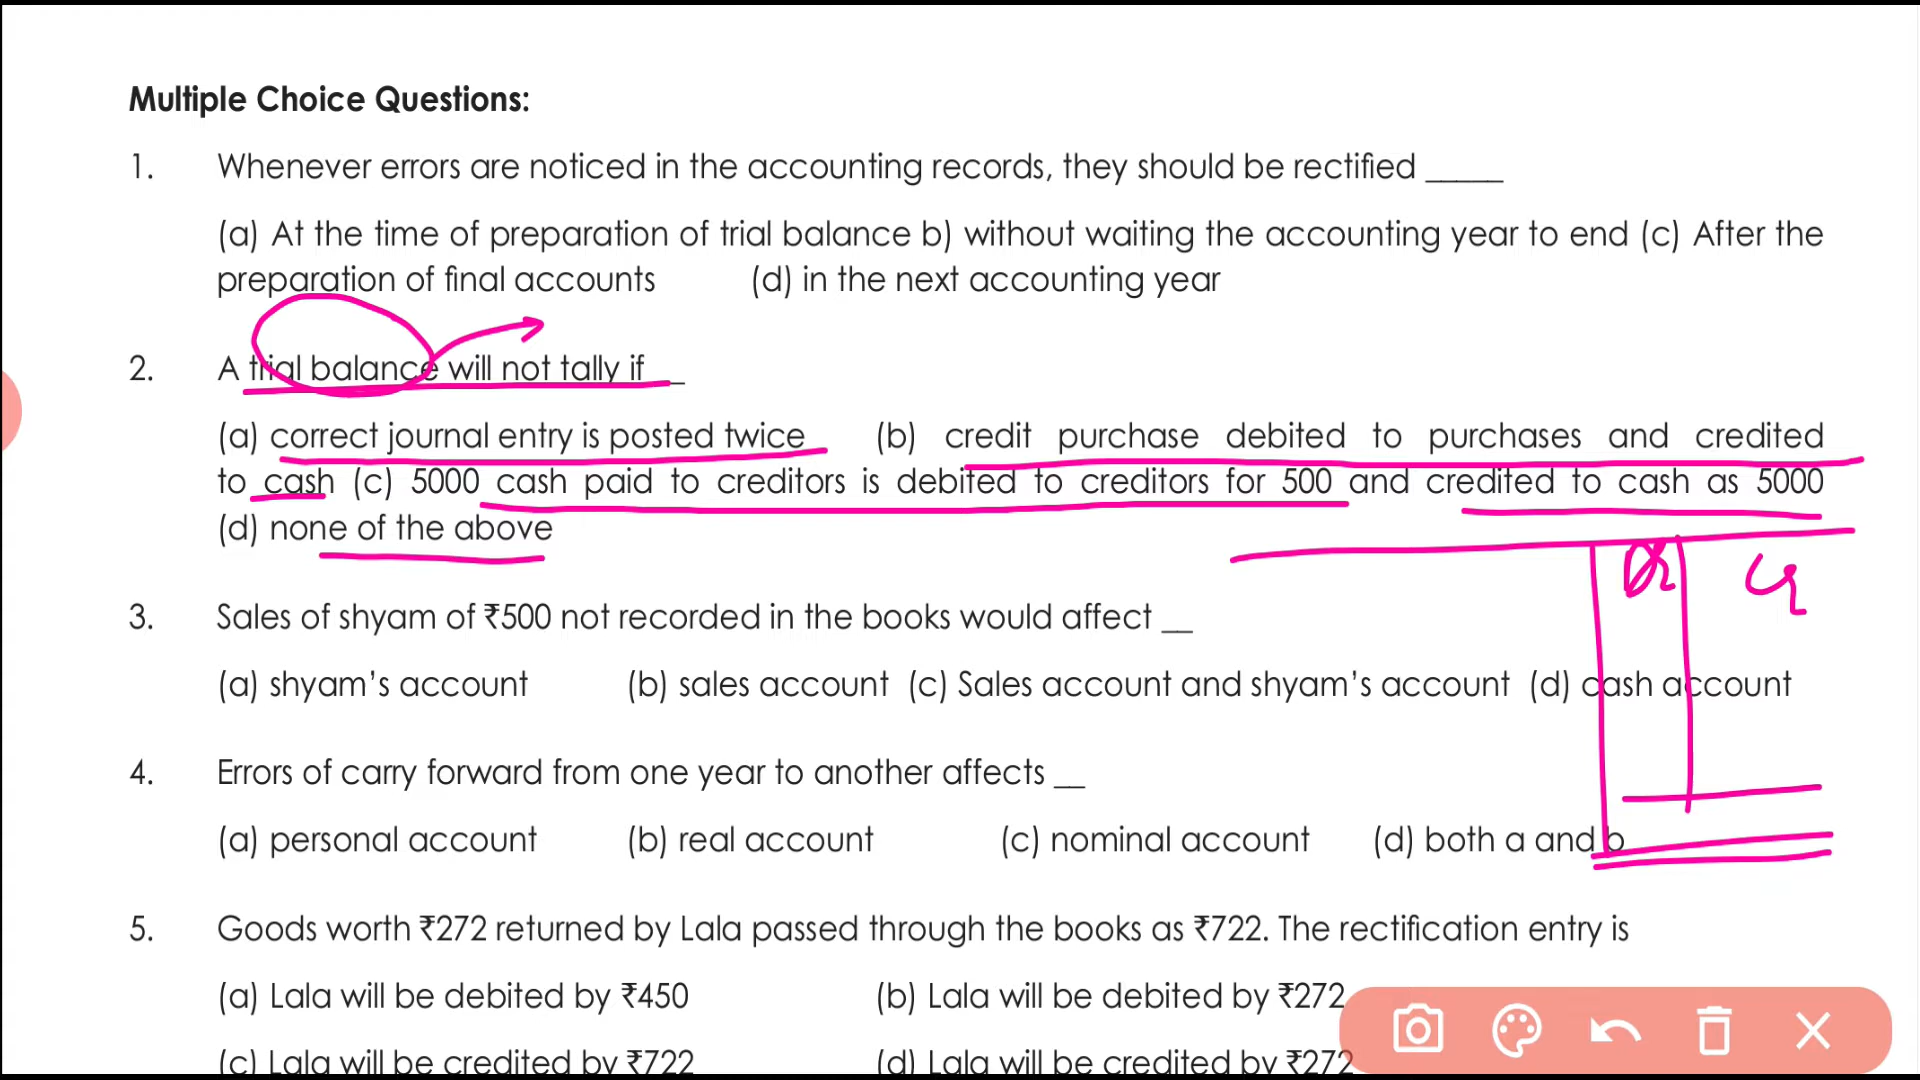 Multiple Choice Questions:
1. Whenever errors are noticed in the accounting records, they should be rectified _____
(a) At the time of preparation of trial balance b) without waiting the accounting year to end (c) After the
preparation of final accounts (d) in the next accounting year
2. A trial balance will not tally if __
(a) correct journal entry is posted twice (b) credit purchase debited to purchases and credited
to cash (c) 5000 cash paid to creditors is debited to creditors for 500 and credited to cash as 5000
(d) none of the above
3. Sales of shyam of ₹500 not recorded in the books would affect __
(a) shyam’s account (b) sales account (c) Sales account and shyam’s account (d) cash account
4. Errors of carry forward from one year to another affects __
(a) personal account (b) real account (c) nominal account (d) both a and b
5. Goods worth ₹272 returned by Lala passed through the books as ₹722. The rectification entry is
(a) Lala will be debited by ₹450 (b) Lala will be debited by ₹272
(c) Lala will be credited by ₹722 (d) Lala will be credited by ₹272